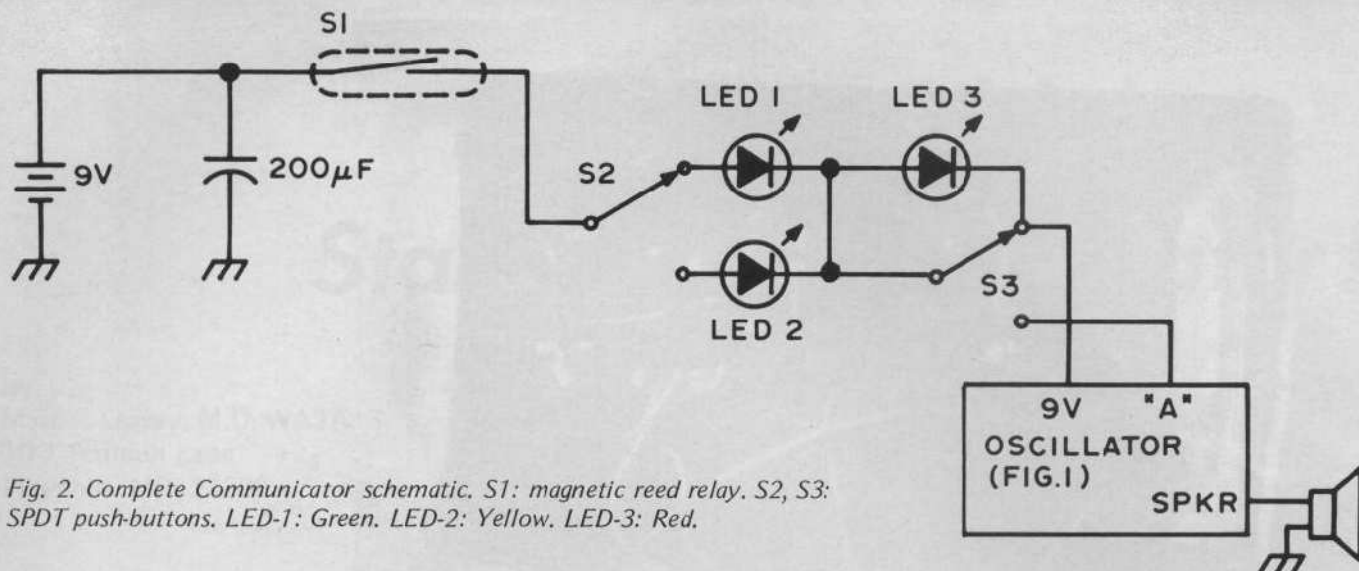 S1
9V
200µF
S2
LED 1
LED 3
LED 2
S3
9V "A"
OSCILLATOR
(FIG.1)
SPKR
Fig. 2. Complete Communicator schematic. S1: magnetic reed relay. S2, S3:
SPDT push-buttons. LED-1: Green. LED-2: Yellow. LED-3: Red.